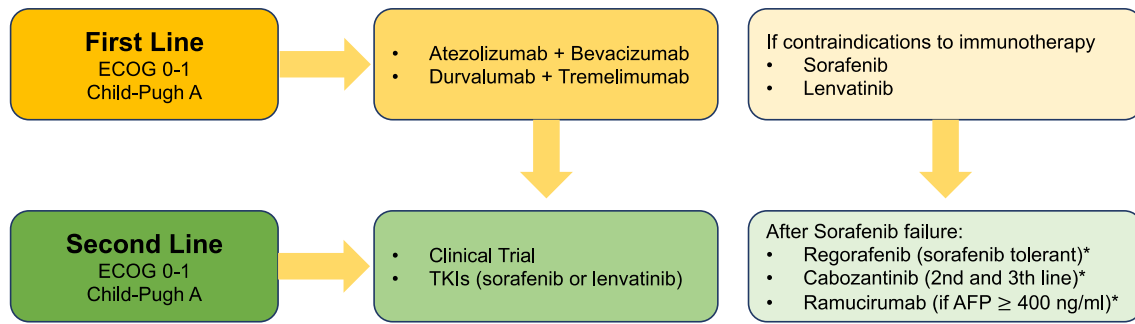 First Line
ECOG 0-1
Child-Pugh A
• Atezolizumab + Bevacizumab
• Durvalumab + Tremelimumab
If contraindications to immunotherapy
• Sorafenib
• Lenvatinib
Second Line
ECOG 0-1
Child-Pugh A
• Clinical Trial
• TKIs (sorafenib or lenvatinib)
After Sorafenib failure:
• Regorafenib (sorafenib tolerant)*
• Cabozantinib (2nd and 3th line)*
• Ramucirumab (if AFP ≥ 400 ng/ml)*